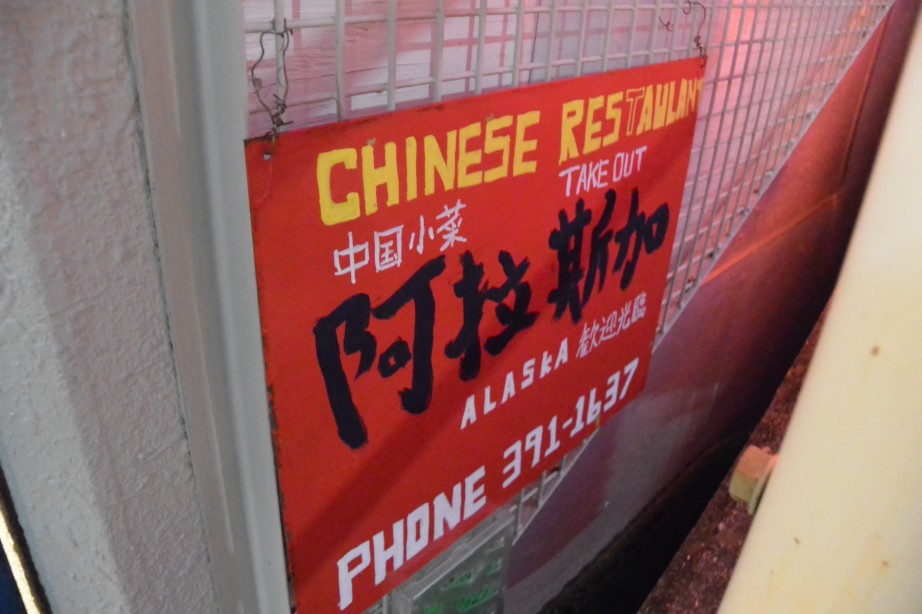 CHINESE RESTAULANT
TAKE OUT
中国小菜
阿拉斯加
ALASKA 歡迎光臨
PHONE 391-1637